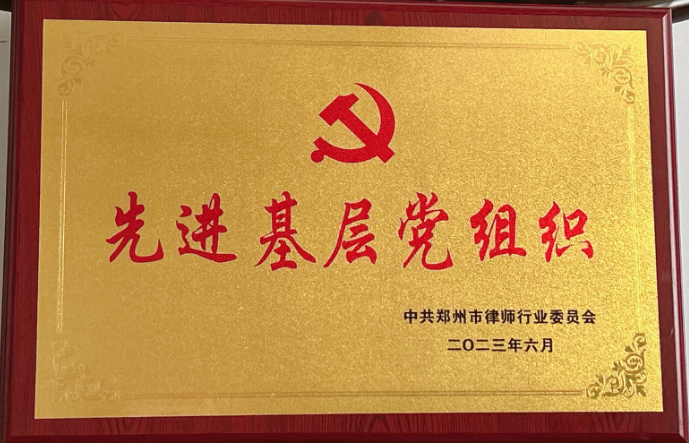 先进基层党组织
中共郑州市律师行业委员会
二〇二三年六月